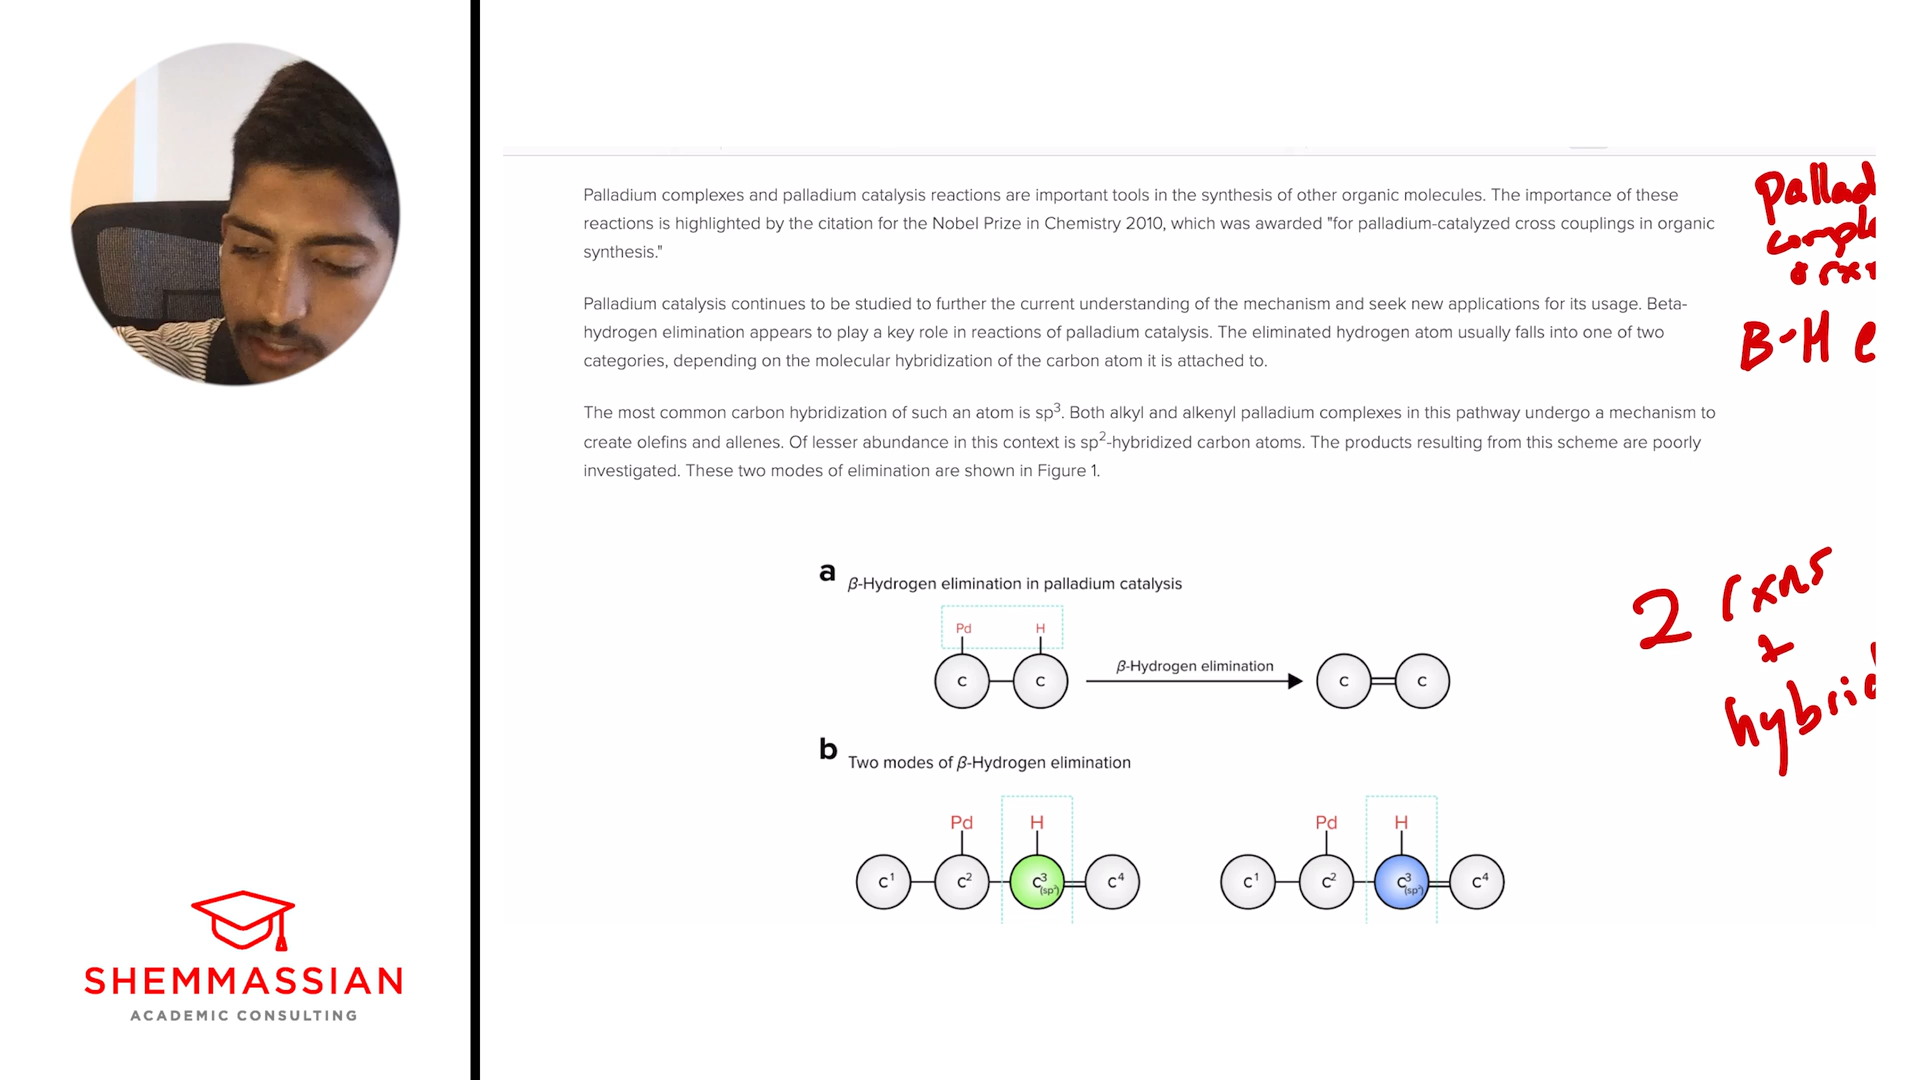 Palladium complexes and palladium catalysis reactions are important tools in the synthesis of other organic molecules. The importance of these
reactions is highlighted by the citation for the Nobel Prize in Chemistry 2010, which was awarded "for palladium-catalyzed cross couplings in organic
synthesis."
Pallad
compl
rxn
Palladium catalysis continues to be studied to further the current understanding of the mechanism and seek new applications for its usage. Beta-
hydrogen elimination appears to play a key role in reactions of palladium catalysis. The eliminated hydrogen atom usually falls into one of two
categories, depending on the molecular hybridization of the carbon atom it is attached to.
B-H e
The most common carbon hybridization of such an atom is sp³. Both alkyl and alkenyl palladium complexes in this pathway undergo a mechanism to
create olefins and allenes. Of lesser abundance in this context is sp²-hybridized carbon atoms. The products resulting from this scheme are poorly
investigated. These two modes of elimination are shown in Figure 1.
a β-Hydrogen elimination in palladium catalysis
Pd H
C C β-Hydrogen elimination C C
2 rxns
+
hybrid
b Two modes of β-Hydrogen elimination
Pd H Pd H
C¹ C² C³ C⁴ C¹ C² C³ C⁴
SHEMMASSIAN
ACADEMIC CONSULTING